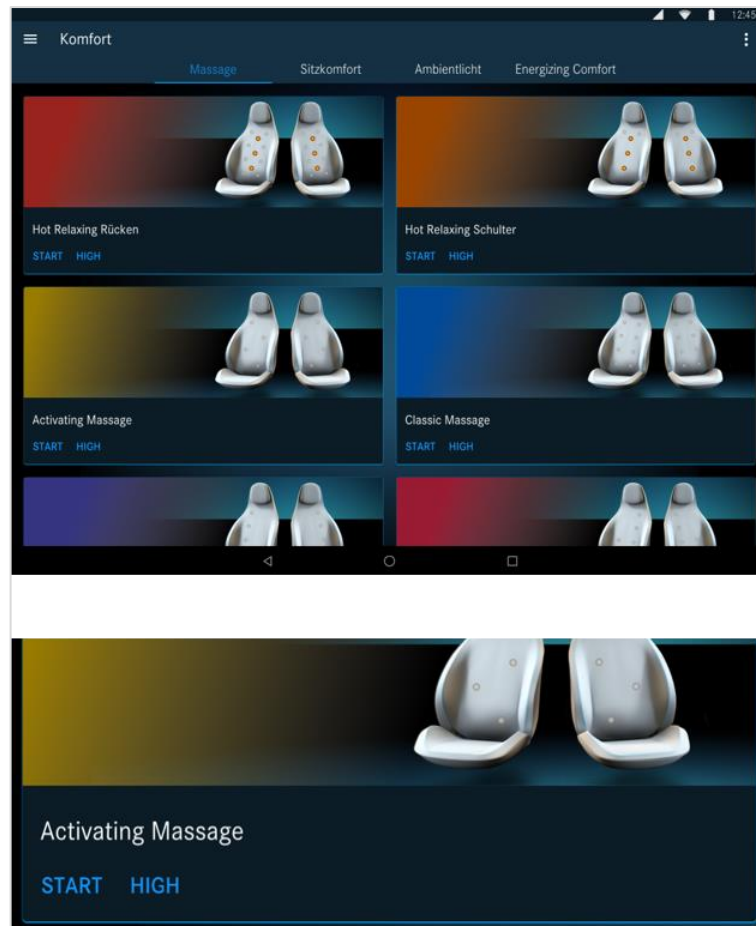 12:45
Komfort
Massage Sitzkomfort Ambientlicht Energizing Comfort
Hot Relaxing Rücken
START HIGH
Hot Relaxing Schulter
START HIGH
Activating Massage
START HIGH
Classic Massage
START HIGH
Activating Massage
START HIGH